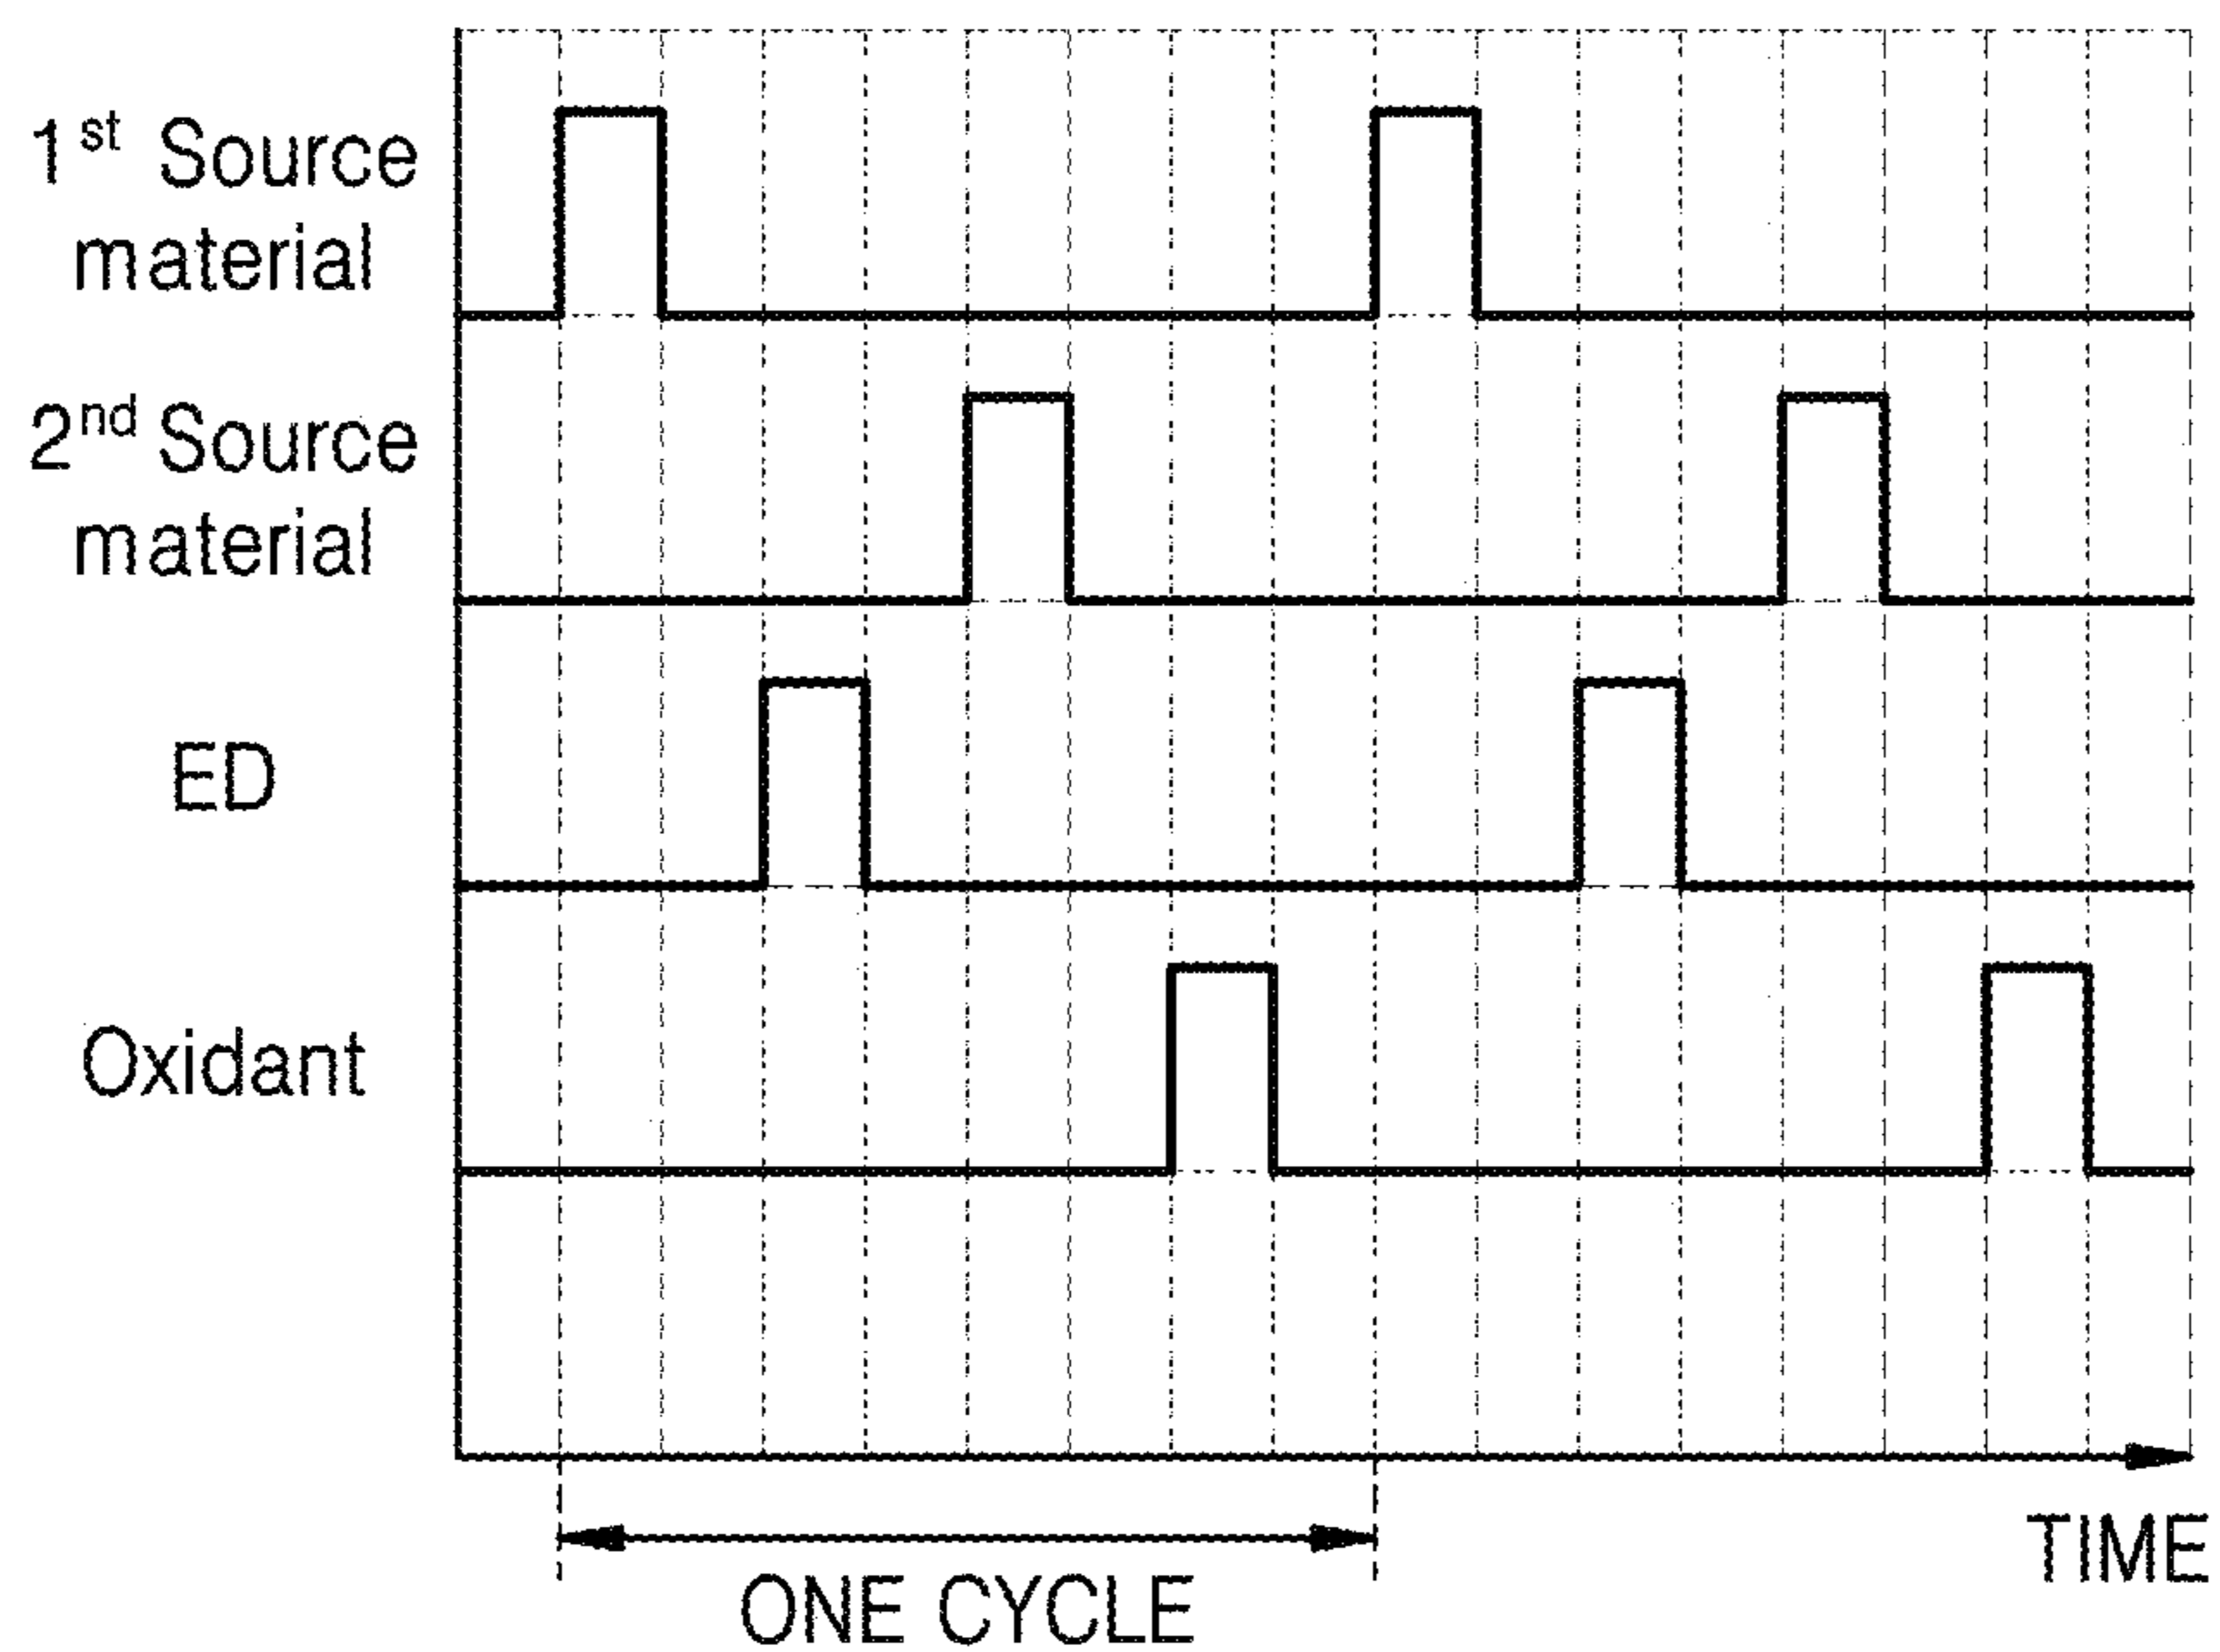 1st Source
material
2nd Source
material
ED
Oxidant
TIME
ONE CYCLE